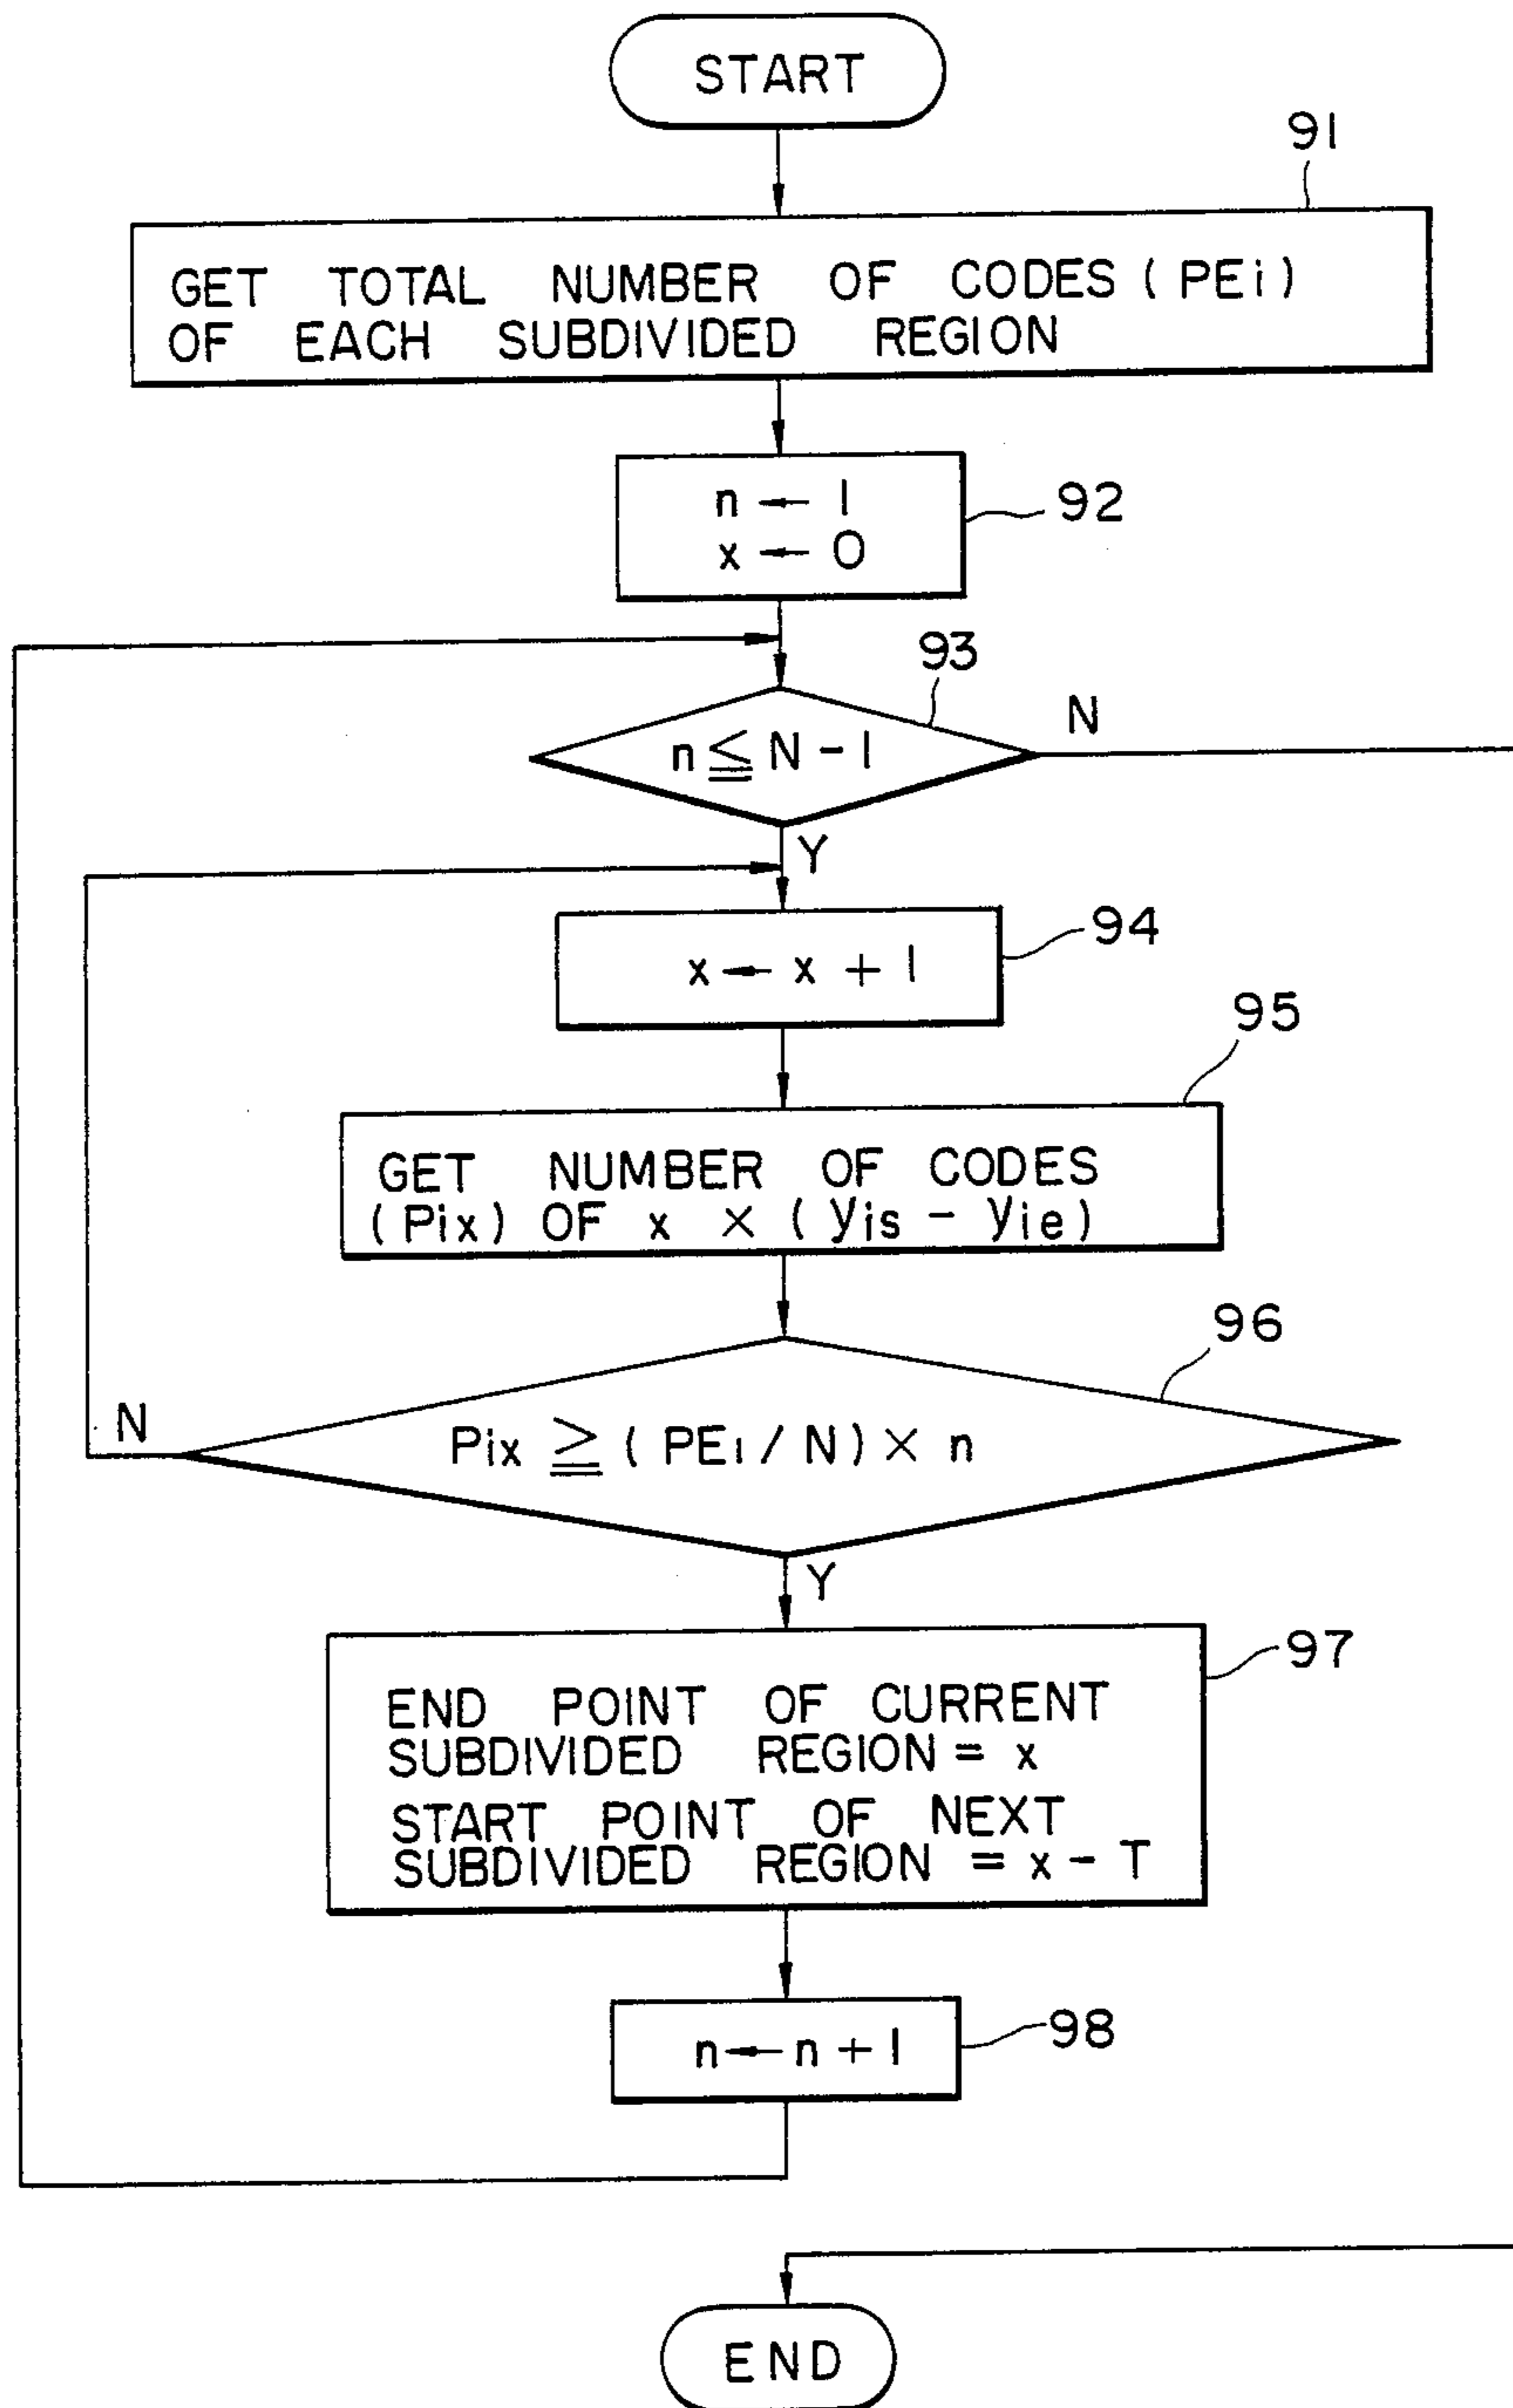 START
91
GET TOTAL NUMBER OF CODES (PEi)
OF EACH SUBDIVIDED REGION
n ← 1
x ← 0
92
93
n ≦ N - 1
N
Y
x ← x + 1
94
95
GET NUMBER OF CODES
(Pix) OF x × (yis - yie)
96
Pix ≧ (PEi / N) × n
N
Y
97
END POINT OF CURRENT
SUBDIVIDED REGION = x
START POINT OF NEXT
SUBDIVIDED REGION = x - T
n ← n + 1
98
END